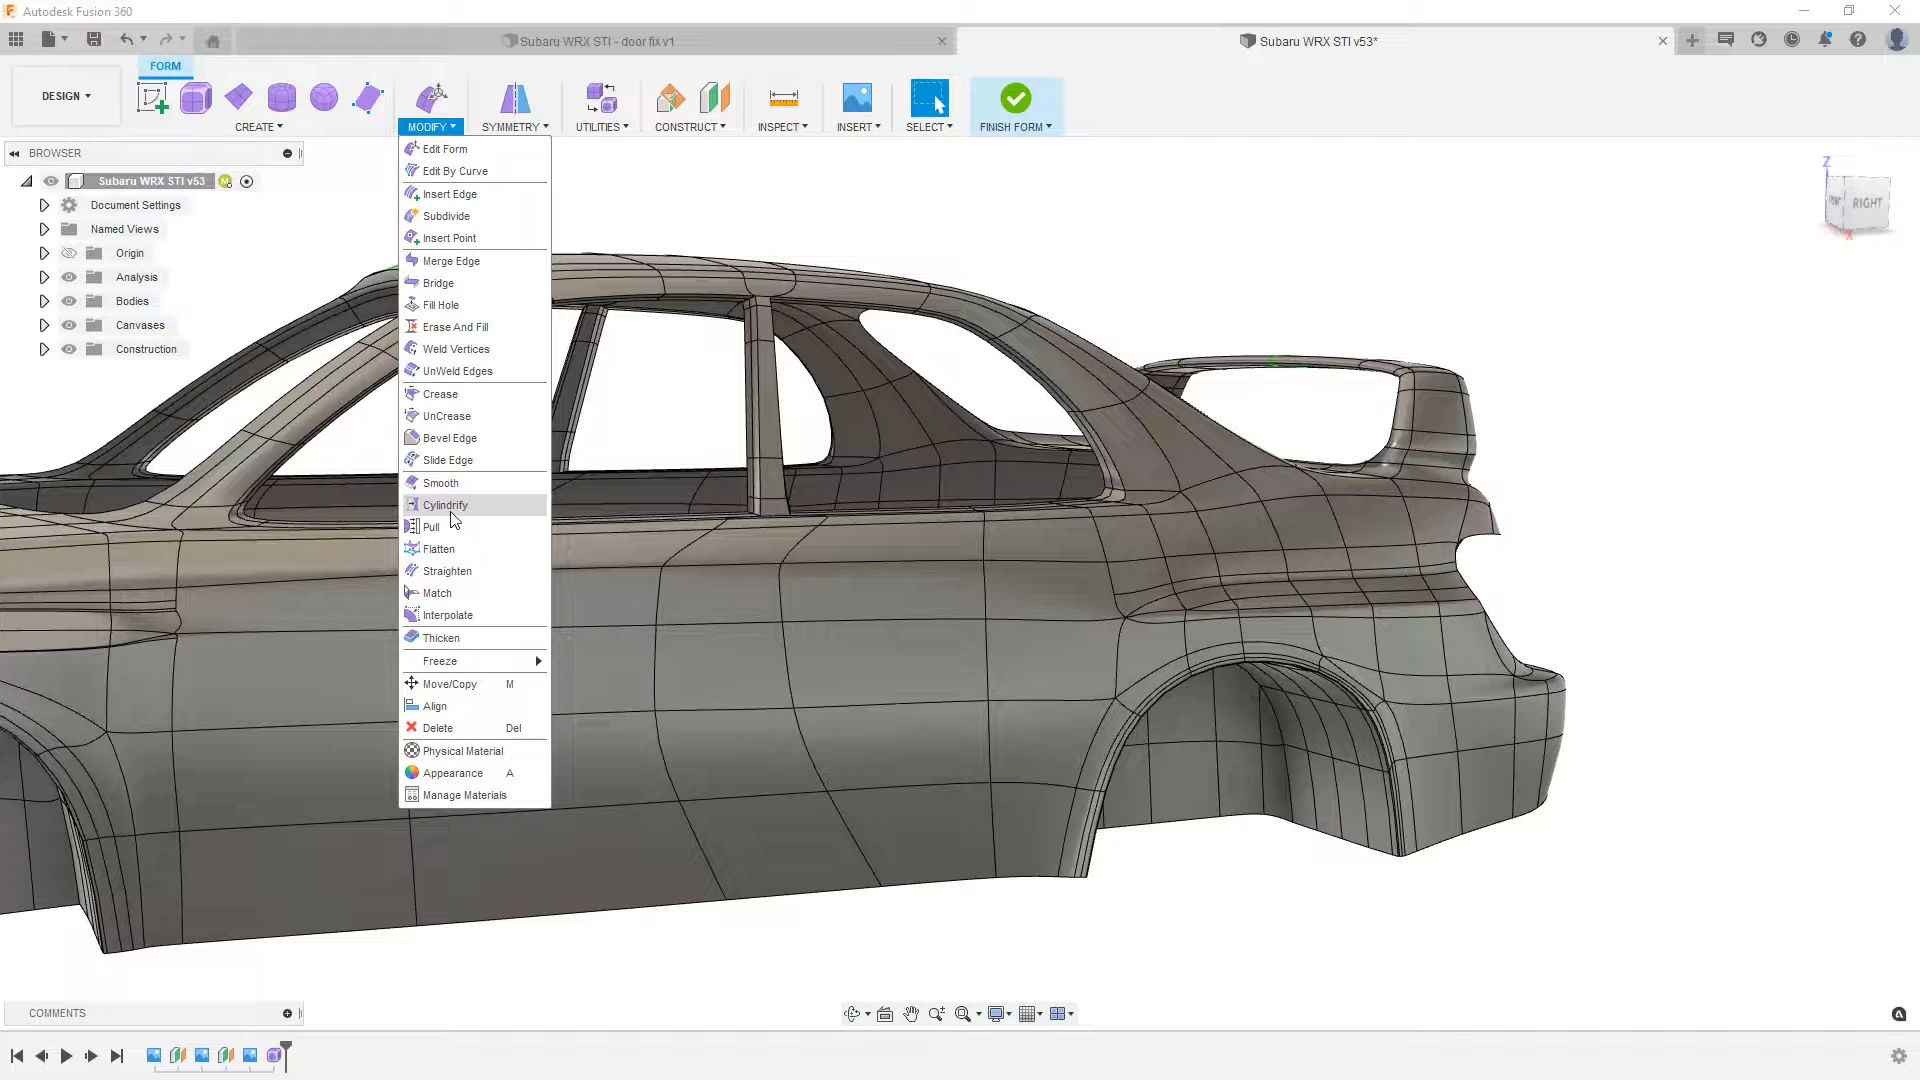 Autodesk Fusion 360
Subaru WRX STI - door fix v1
Subaru WRX STI v53*
FORM
DESIGN
CREATE
MODIFY
SYMMETRY
UTILITIES
CONSTRUCT
INSPECT
INSERT
SELECT
FINISH FORM
BROWSER
Subaru WRX STI v53
Document Settings
Named Views
Origin
Analysis
Bodies
Canvases
Construction
Edit Form
Edit By Curve
Insert Edge
Subdivide
Insert Point
Merge Edge
Bridge
Fill Hole
Erase And Fill
Weld Vertices
UnWeld Edges
Crease
UnCrease
Bevel Edge
Slide Edge
Smooth
Cylindrify
Pull
Flatten
Straighten
Match
Interpolate
Thicken
Freeze
Move/Copy M
Align
Delete Del
Physical Material
Appearance A
Manage Materials
Z
RIGHT
X
COMMENTS